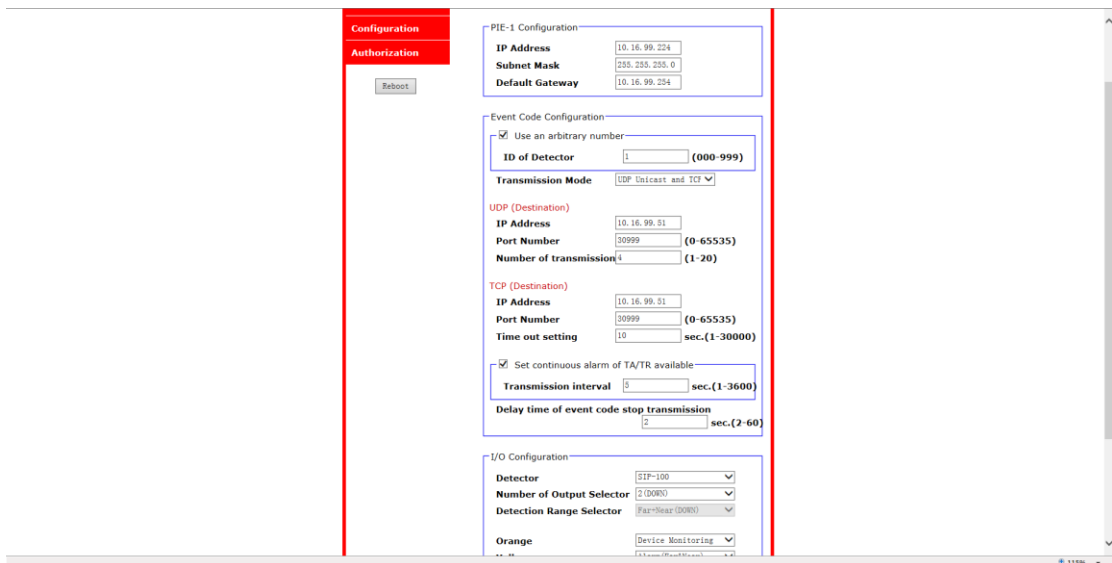 Configuration
Authorization
Reboot
PIE-1 Configuration
IP Address 10.16.99.224
Subnet Mask 255.255.255.0
Default Gateway 10.16.99.254
Event Code Configuration
Use an arbitrary number
ID of Detector 1 (000-999)
Transmission Mode UDP Unicast and TCP
UDP (Destination)
IP Address 10.16.99.51
Port Number 30999 (0-65535)
Number of transmission 4 (1-20)
TCP (Destination)
IP Address 10.16.99.51
Port Number 30999 (0-65535)
Time out setting 10 sec.(1-30000)
Set continuous alarm of TA/TR available
Transmission interval 5 sec.(1-3600)
Delay time of event code stop transmission
2 sec.(2-60)
I/O Configuration
Detector SIP-100
Number of Output Selector 2(DOWN)
Detection Range Selector Far+Near(DOWN)
Orange Device Monitoring